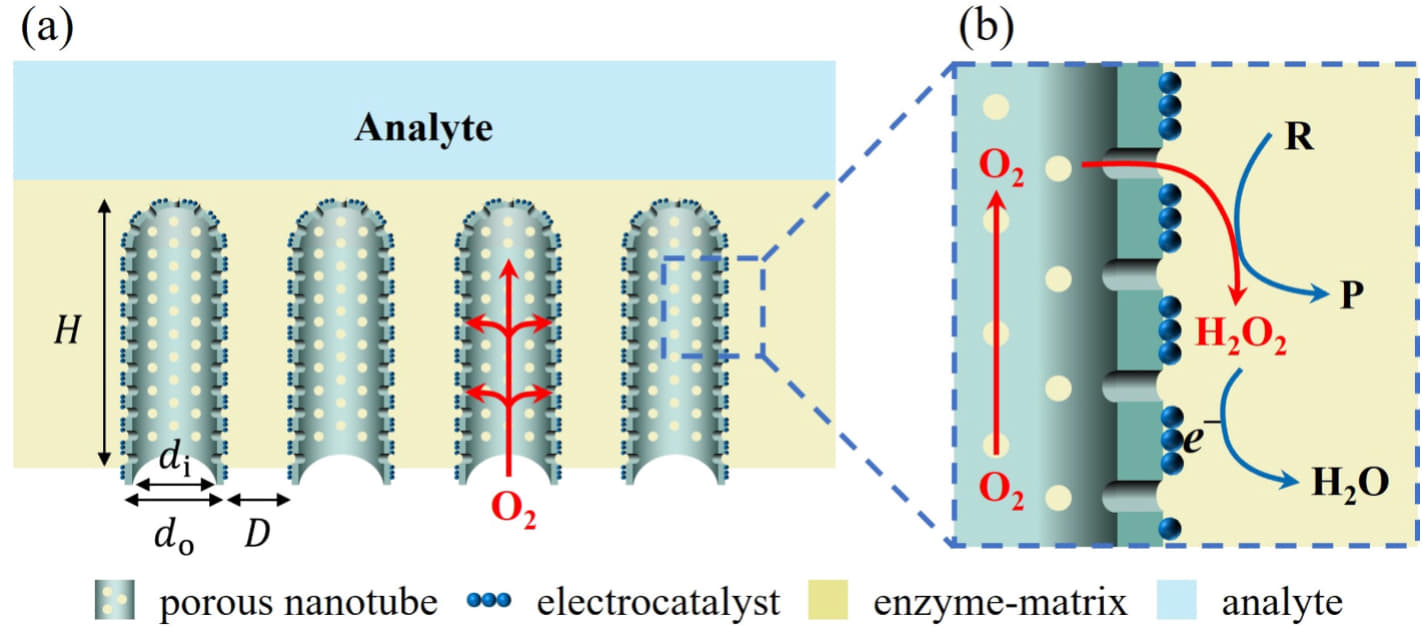 (a)
Analyte
H
dᵢ
dₒ
D
O₂
(b)
O₂
O₂
R
P
H₂O₂
e⁻
H₂O
porous nanotube electrocatalyst enzyme-matrix analyte